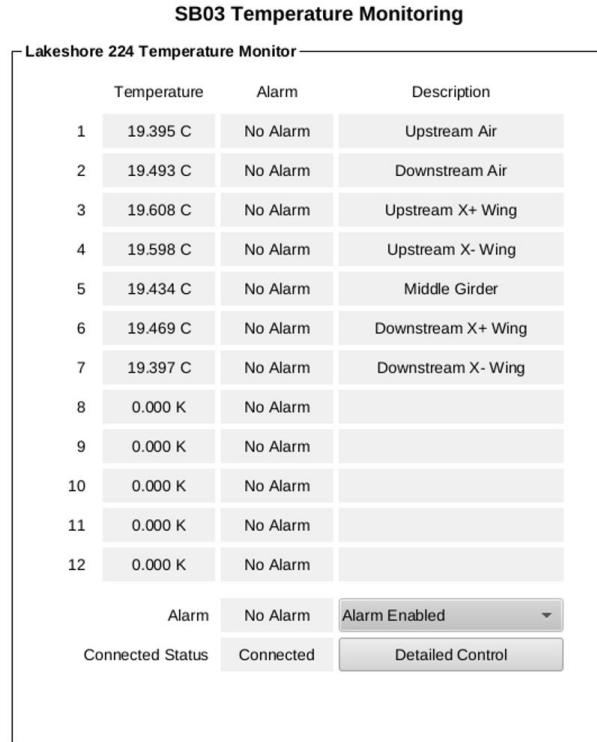 SB03 Temperature Monitoring
Lakeshore 224 Temperature Monitor
Temperature Alarm Description
1 19.395 C No Alarm Upstream Air
2 19.493 C No Alarm Downstream Air
3 19.608 C No Alarm Upstream X+ Wing
4 19.598 C No Alarm Upstream X- Wing
5 19.434 C No Alarm Middle Girder
6 19.469 C No Alarm Downstream X+ Wing
7 19.397 C No Alarm Downstream X- Wing
8 0.000 K No Alarm
9 0.000 K No Alarm
10 0.000 K No Alarm
11 0.000 K No Alarm
12 0.000 K No Alarm
Alarm No Alarm Alarm Enabled
Connected Status Connected Detailed Control